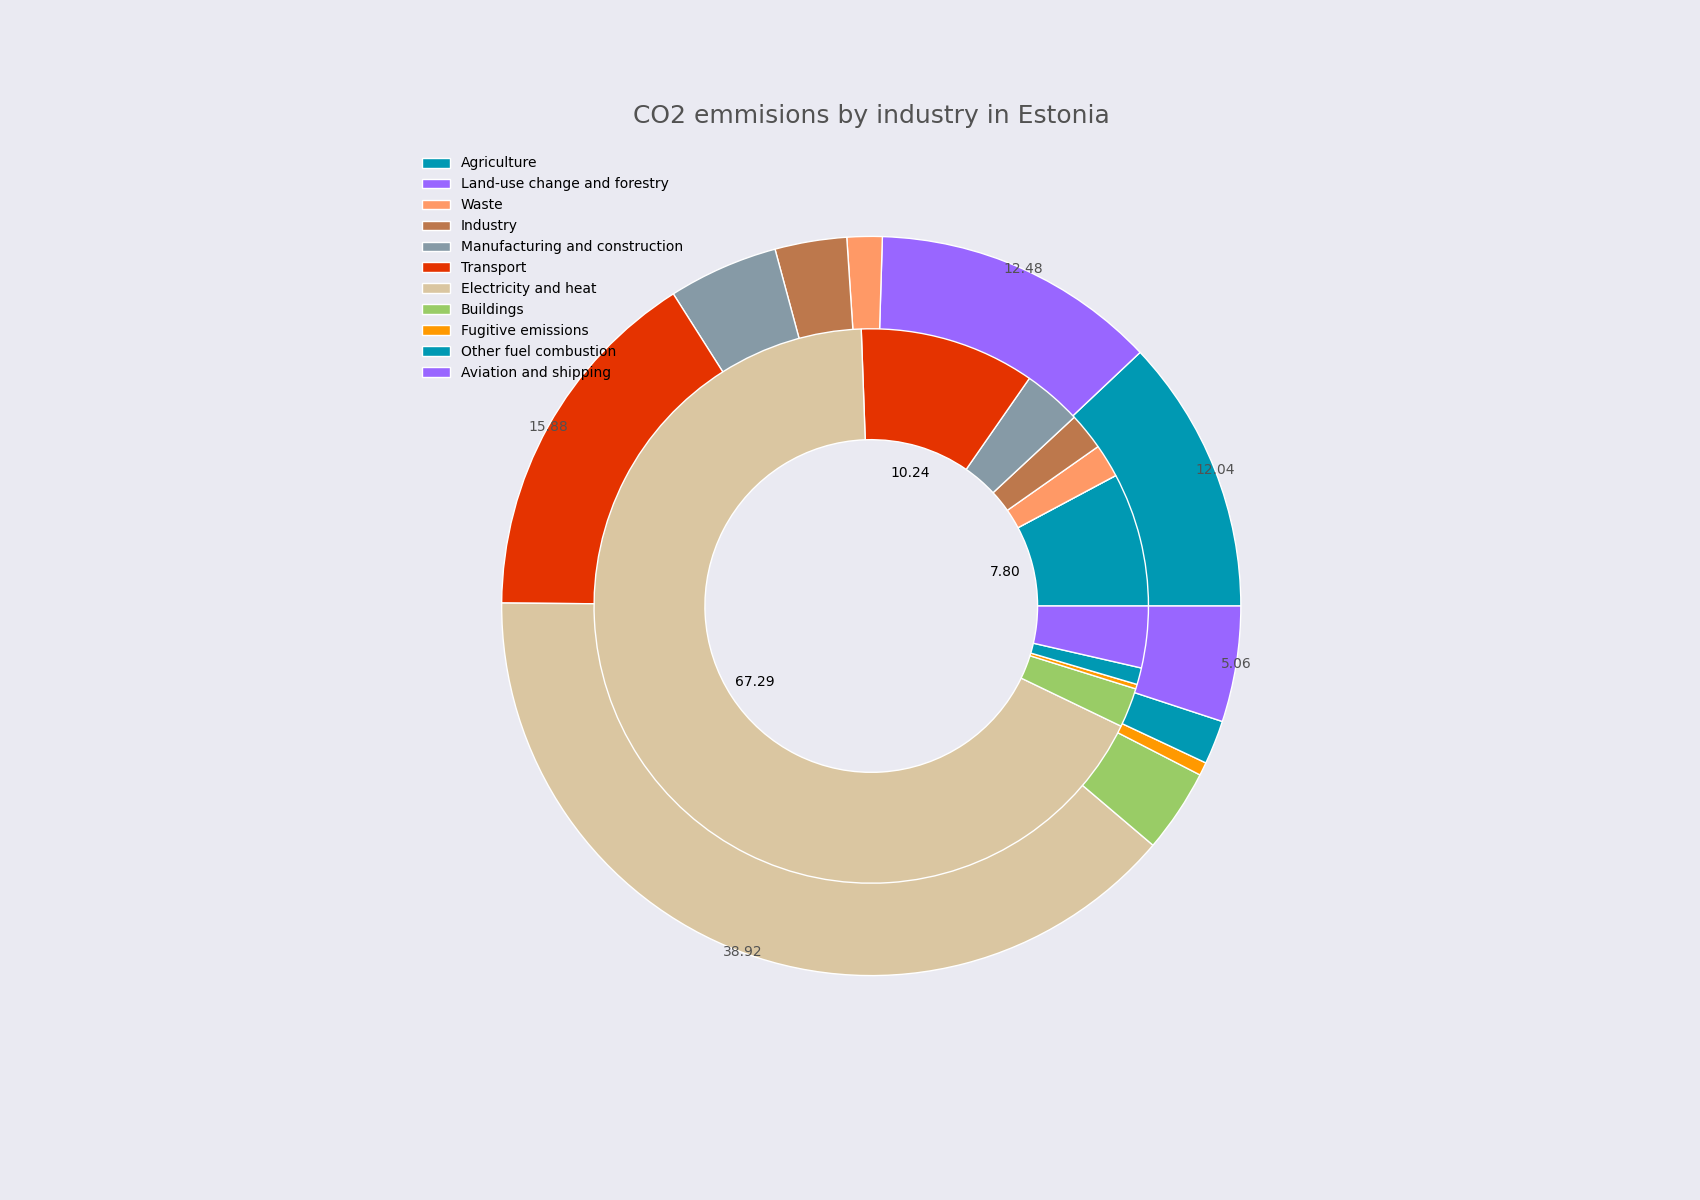 CO2 emmisions by industry in Estonia
Agriculture
Land-use change and forestry
Waste
Industry
Manufacturing and construction
Transport
Electricity and heat
Buildings
Fugitive emissions
Other fuel combustion
Aviation and shipping
12.48
15.88
12.04
10.24
7.80
5.06
67.29
38.92